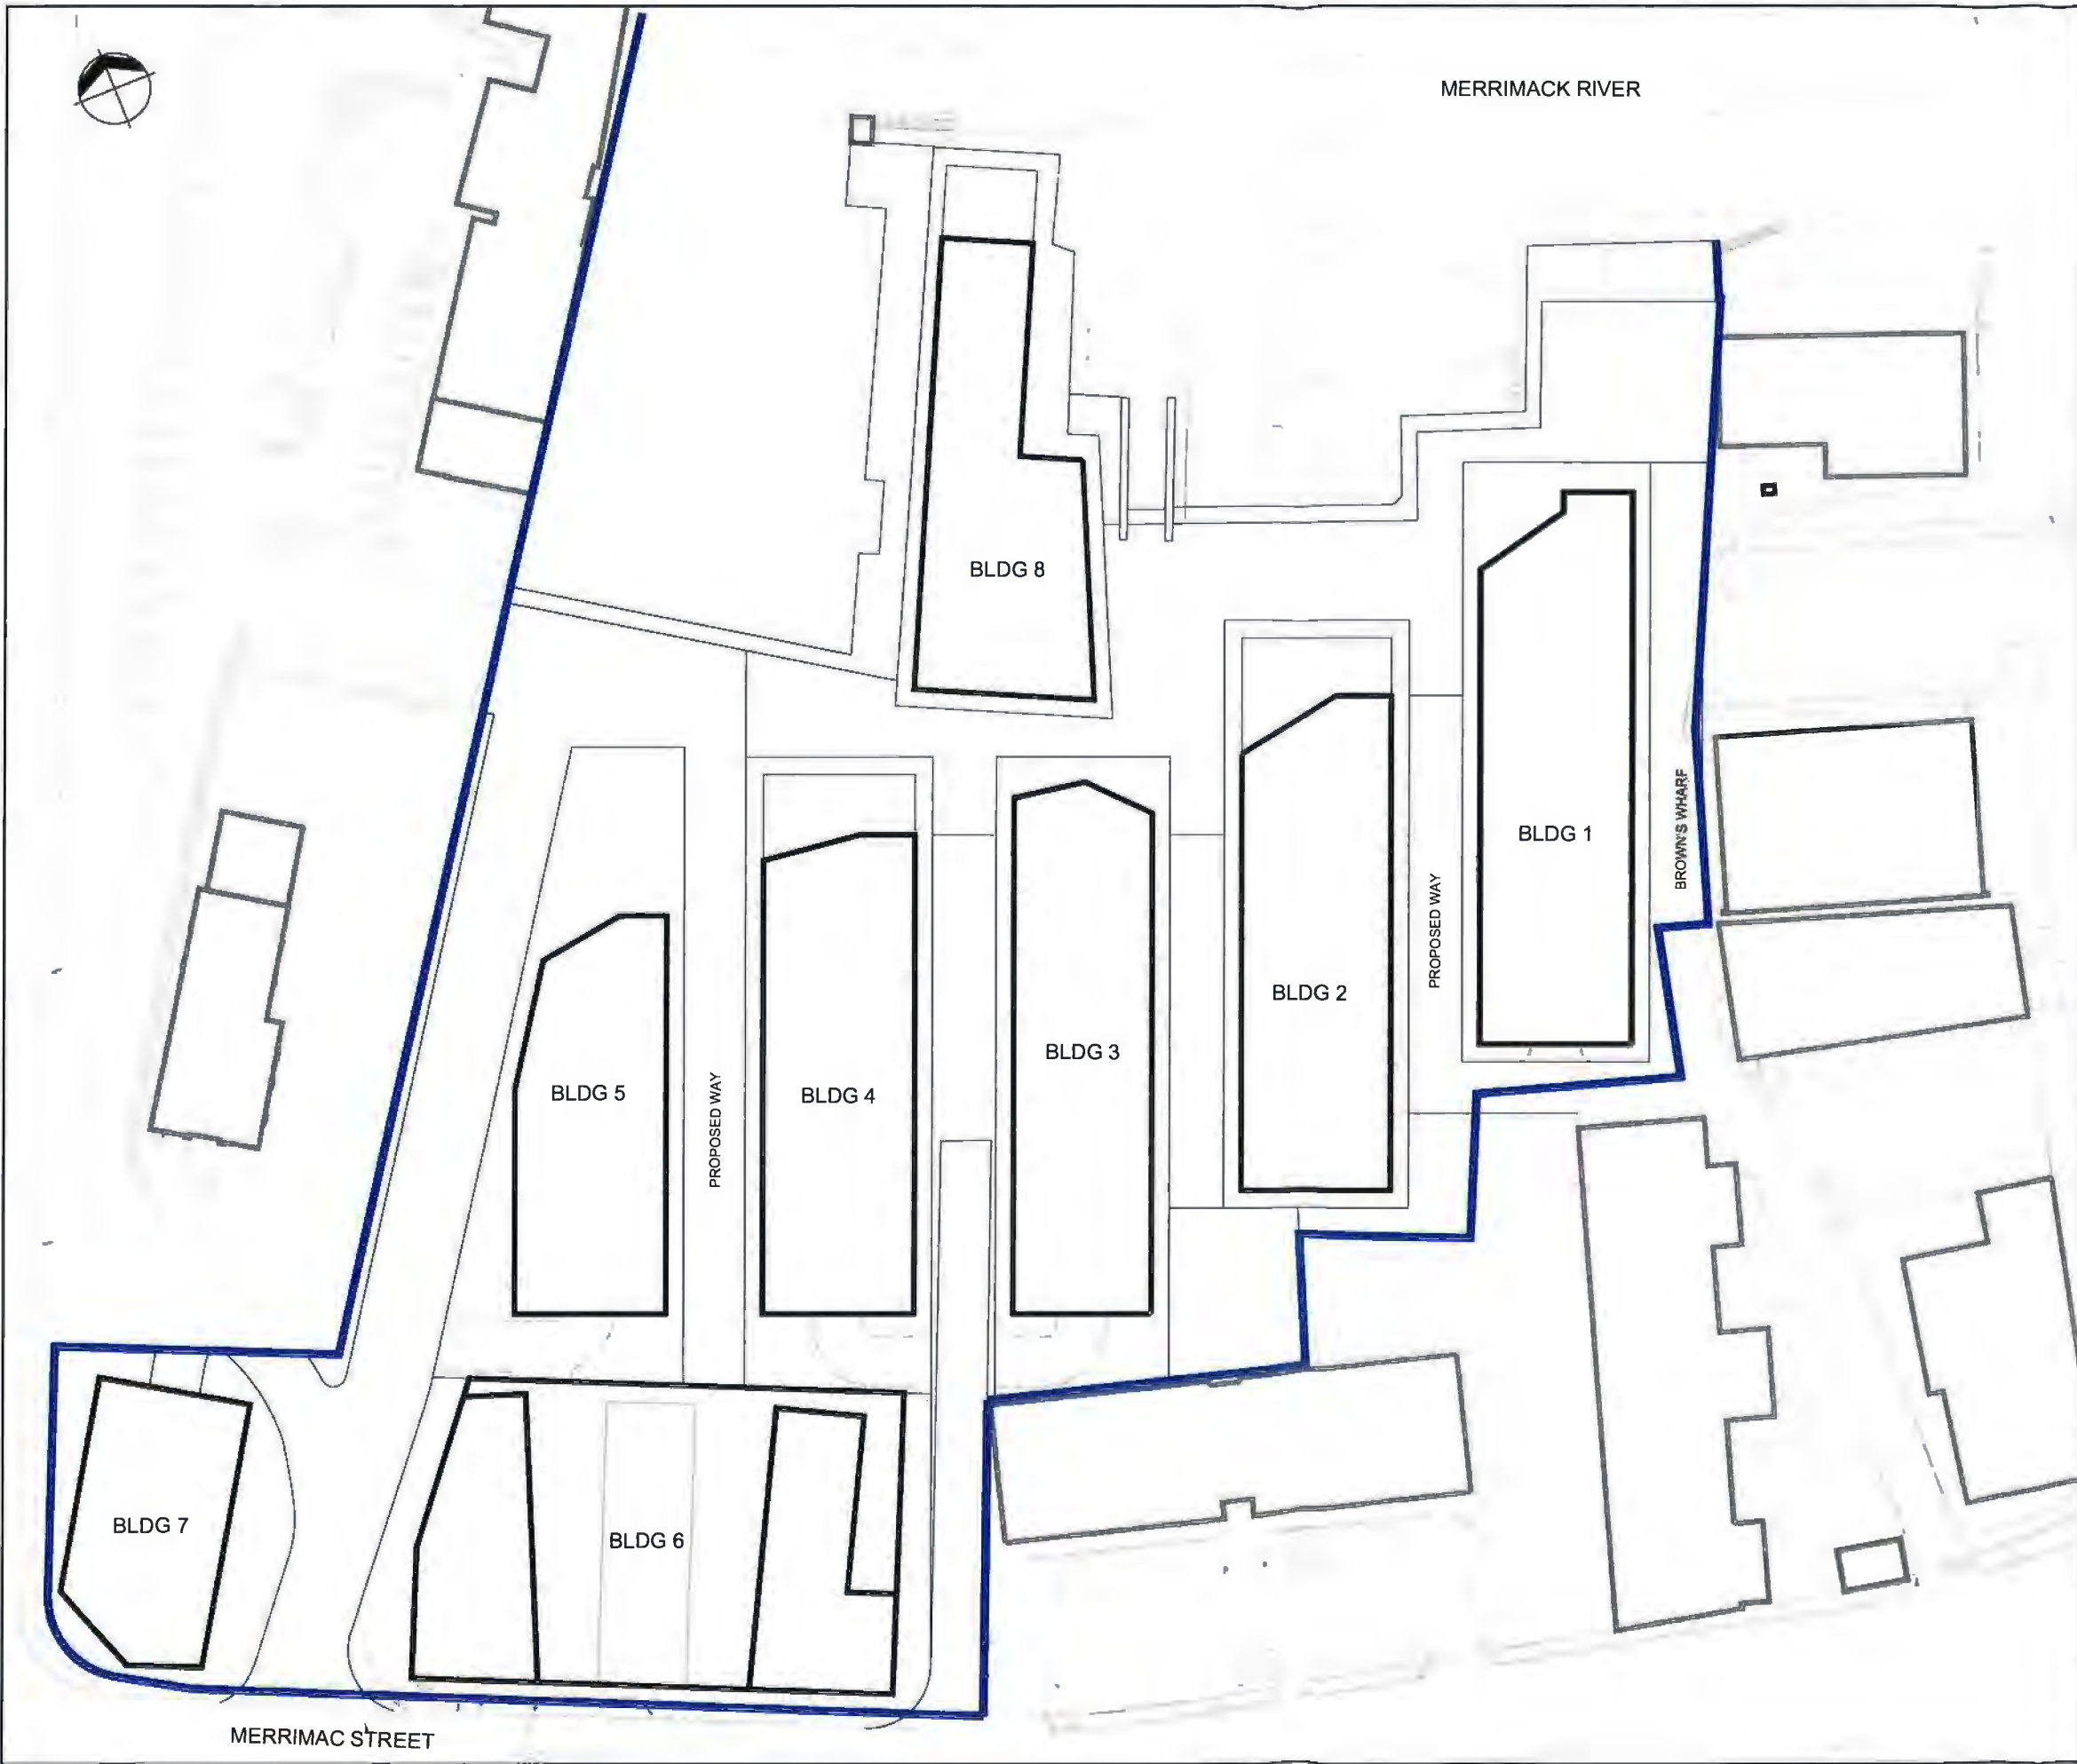 MERRIMACK RIVER
BLDG 8
BLDG 1
BROWN'S WHARF
PROPOSED WAY
BLDG 2
BLDG 3
BLDG 5
BLDG 4
PROPOSED WAY
BLDG 7
BLDG 6
MERRIMAC STREET